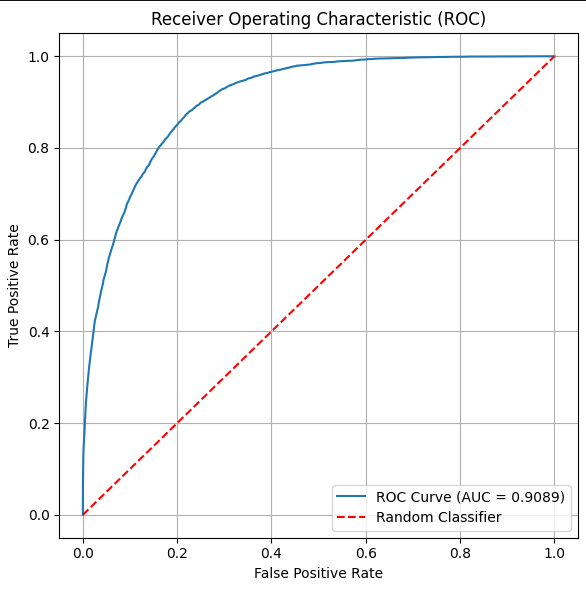 Receiver Operating Characteristic (ROC)
1.0
0.8
0.6
0.4
0.2
0.0
True Positive Rate
0.0
0.2
0.4
0.6
0.8
1.0
False Positive Rate
ROC Curve (AUC = 0.9089)
Random Classifier